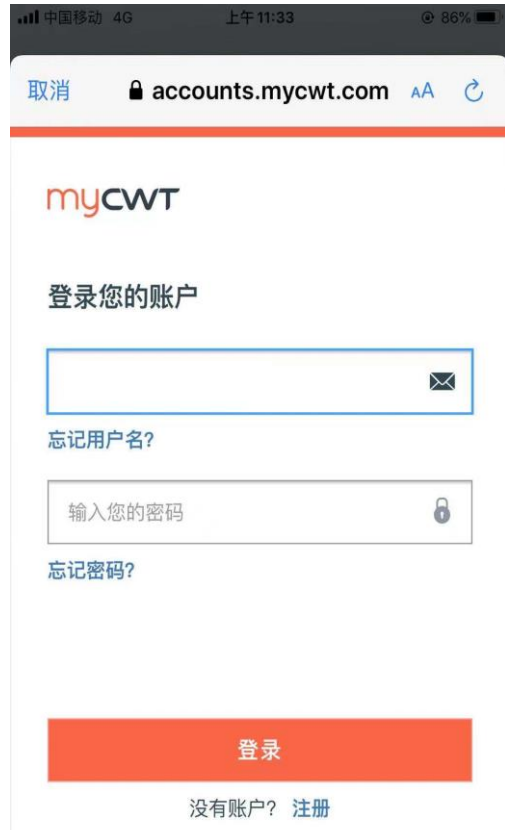 中国移动 4G 上午11:33 86%
取消 accounts.mycwt.com AA
myCWT
登录您的账户
忘记用户名?
输入您的密码
忘记密码?
登录
没有账户? 注册